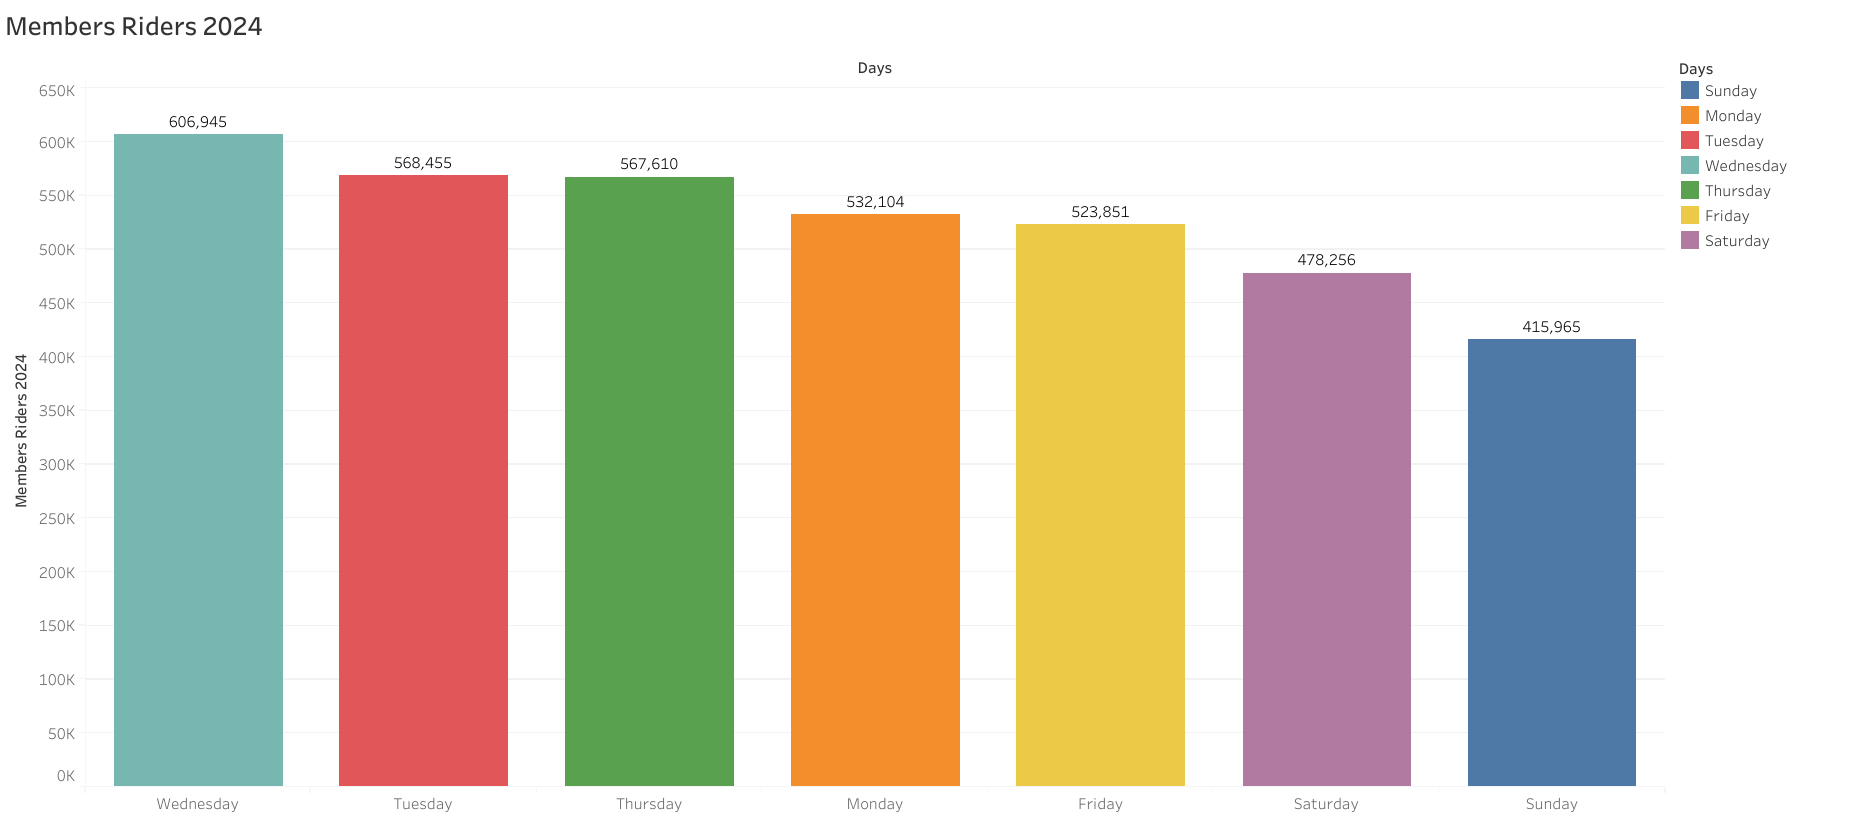 Members Riders 2024
Days
650K
600K
550K
500K
450K
400K
350K
300K
250K
200K
150K
100K
50K
0K
Members Riders 2024
606,945
568,455
567,610
532,104
523,851
478,256
415,965
Wednesday
Tuesday
Thursday
Monday
Friday
Saturday
Sunday
Days
Sunday
Monday
Tuesday
Wednesday
Thursday
Friday
Saturday